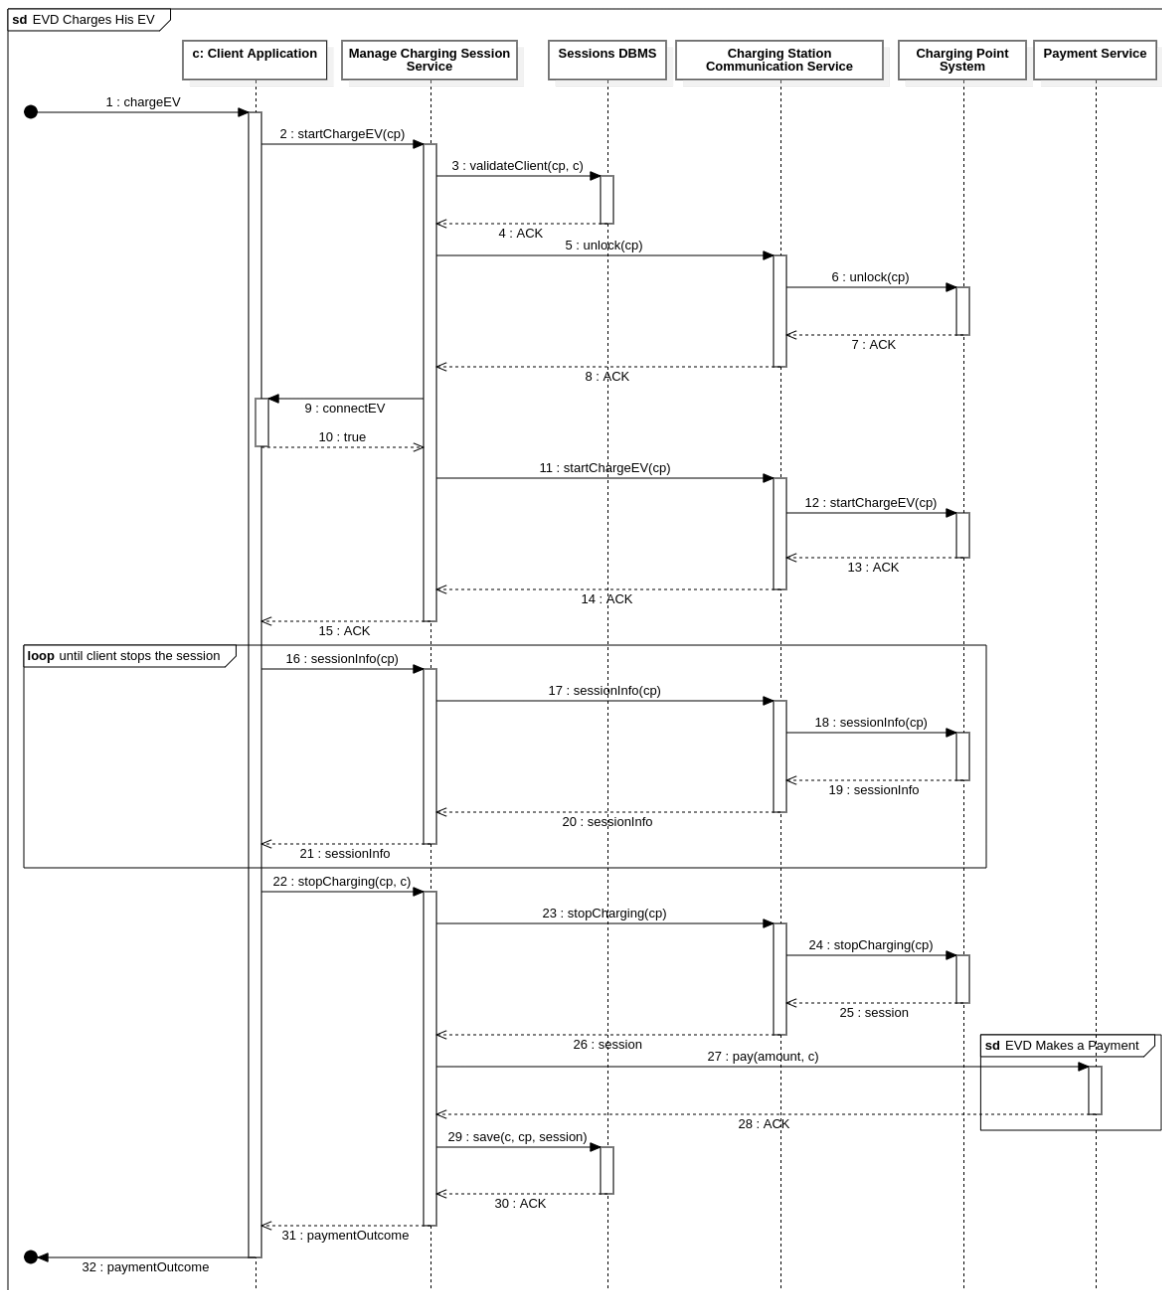 sd EVD Charges His EV
c: Client Application
Manage Charging Session
Service
Sessions DBMS
Charging Station
Communication Service
Charging Point
System
Payment Service
1 : chargeEV
2 : startChargeEV(cp)
3 : validateClient(cp, c)
4 : ACK
5 : unlock(cp)
6 : unlock(cp)
7 : ACK
8 : ACK
9 : connectEV
10 : true
11 : startChargeEV(cp)
12 : startChargeEV(cp)
13 : ACK
14 : ACK
15 : ACK
loop until client stops the session
16 : sessionInfo(cp)
17 : sessionInfo(cp)
18 : sessionInfo(cp)
19 : sessionInfo
20 : sessionInfo
21 : sessionInfo
22 : stopCharging(cp, c)
23 : stopCharging(cp)
24 : stopCharging(cp)
25 : session
26 : session
sd EVD Makes a Payment
27 : pay(amount, c)
28 : ACK
29 : save(c, cp, session)
30 : ACK
31 : paymentOutcome
32 : paymentOutcome